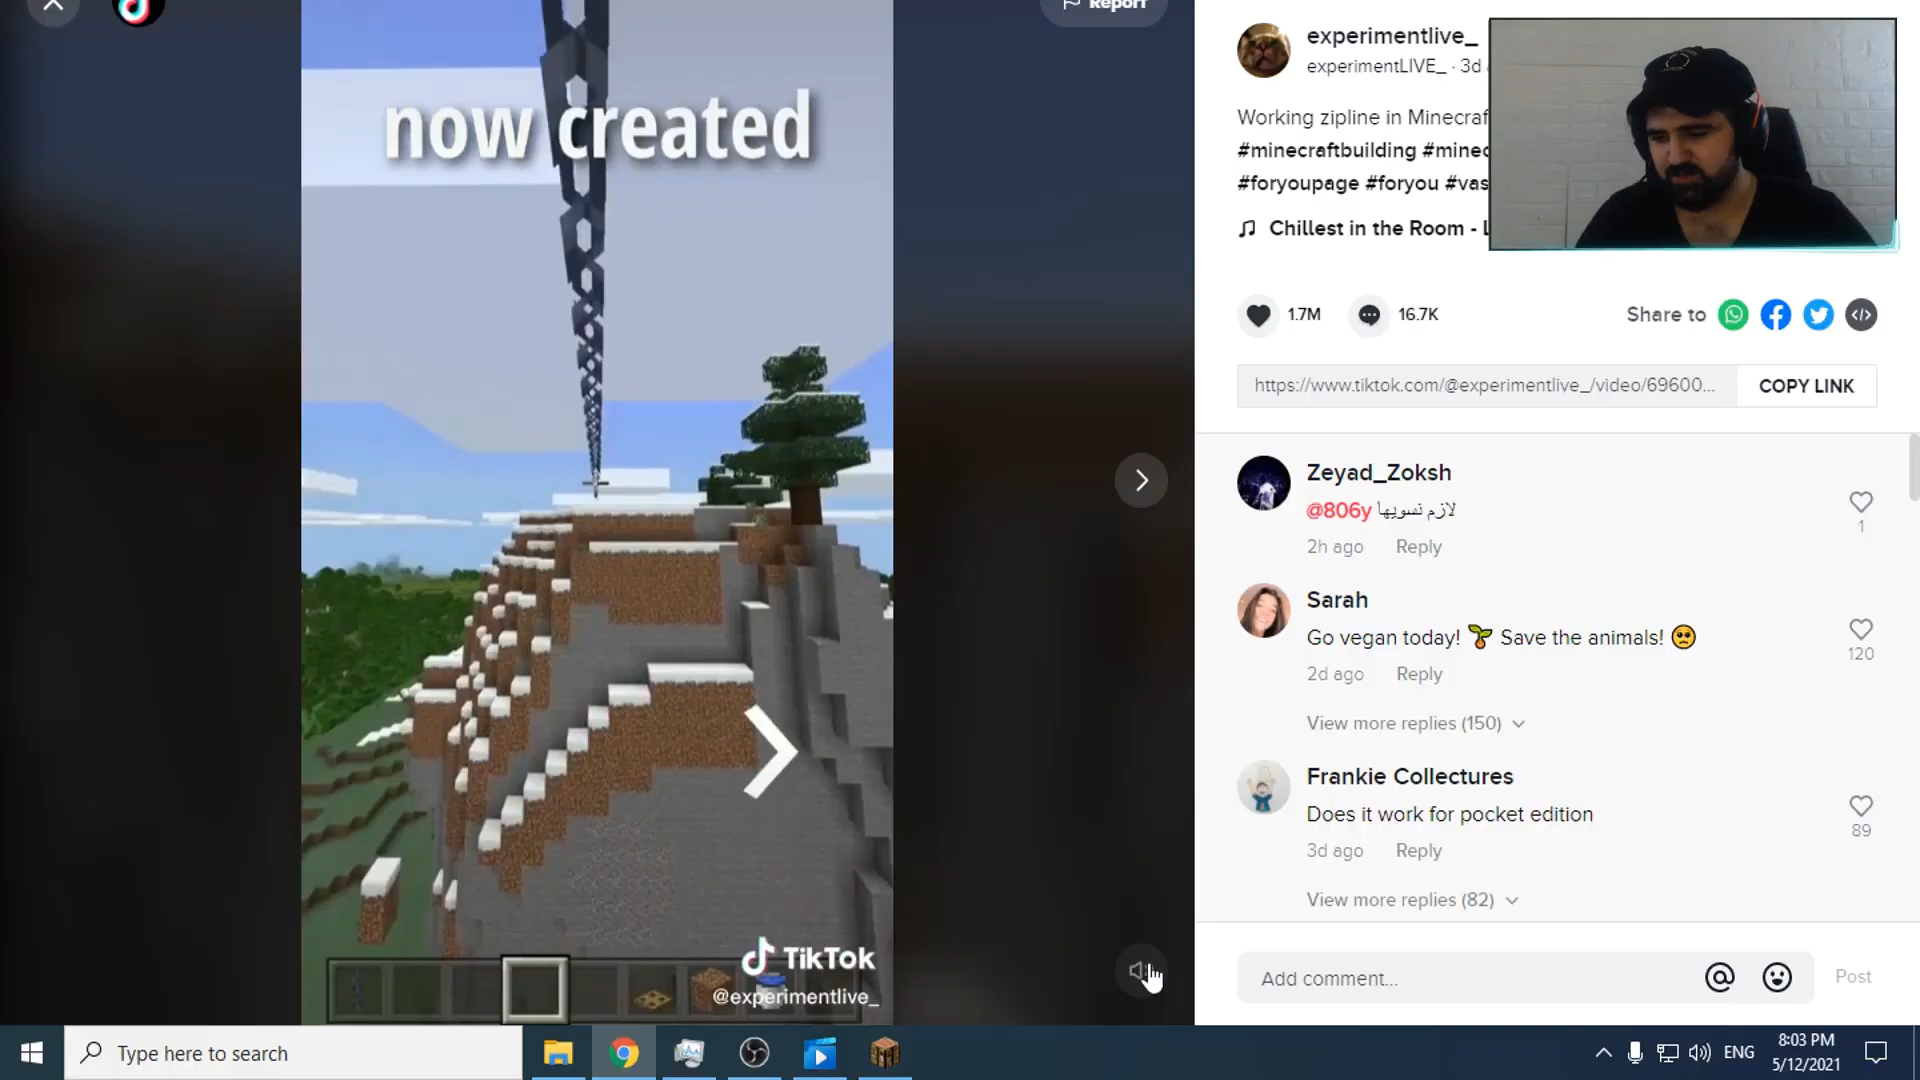 Report
now created
TikTok
@experimentlive_
experimentlive_
experimentLIVE_ · 3d
Working zipline in Minecraf
#minecraftbuilding #minec
#foryoupage #foryou #vas
Chillest in the Room - L
1.7M
16.7K
Share to
https://www.tiktok.com/@experimentlive_/video/69600...
COPY LINK
Zeyad_Zoksh
@806y لازم نسويها
1
2h ago Reply
Sarah
Go vegan today! 🌱 Save the animals! 🥺
120
2d ago Reply
View more replies (150)
Frankie Collectures
Does it work for pocket edition
89
3d ago Reply
View more replies (82)
Add comment...
Post
Type here to search
ENG
8:03 PM
5/12/2021